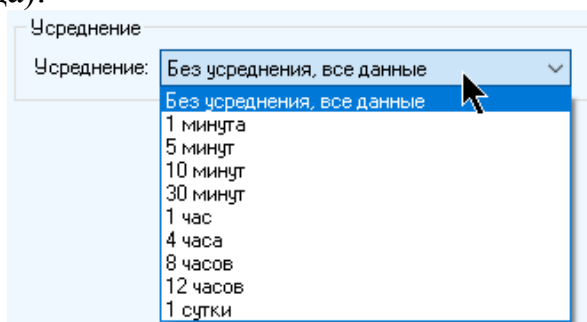 да).
Усреднение
Усреднение: Без усреднения, все данные
Без усреднения, все данные
1 минута
5 минут
10 минут
30 минут
1 час
4 часа
8 часов
12 часов
1 сутки